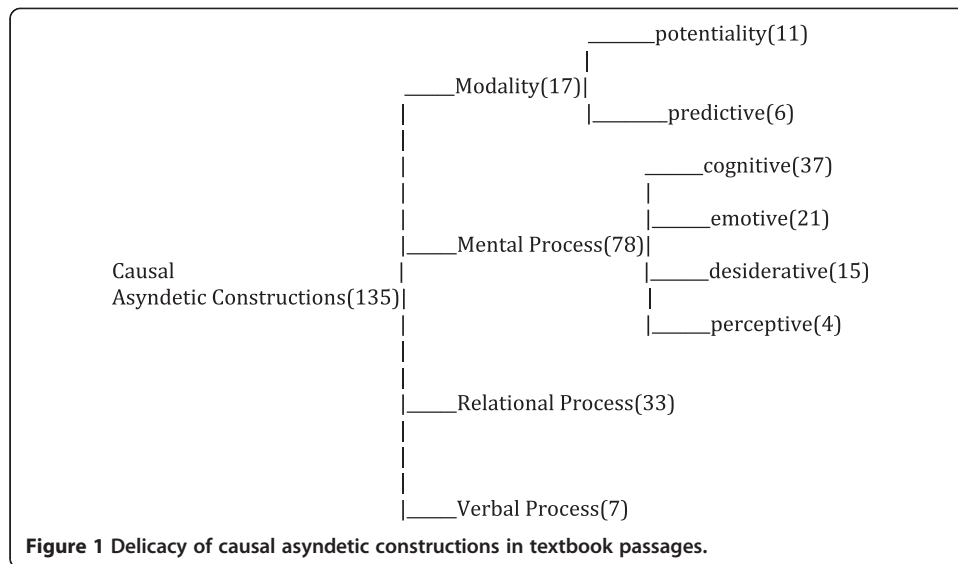 potentiality(11)
Modality(17)
predictive(6)
cognitive(37)
emotive(21)
Mental Process(78)
Causal
desiderative(15)
Asyndetic Constructions(135)
perceptive(4)
Relational Process(33)
Verbal Process(7)
Figure 1 Delicacy of causal asyndetic constructions in textbook passages.